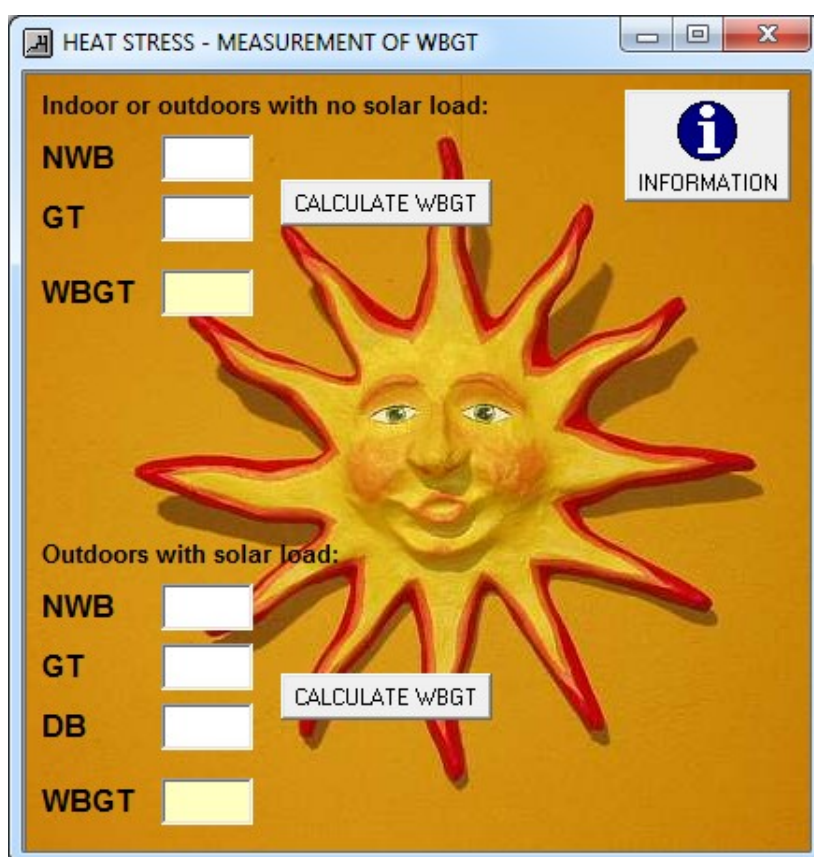 HEAT STRESS - MEASUREMENT OF WBGT
Indoor or outdoors with no solar load:
NWB
CALCULATE WBGT
GT
WBGT
INFORMATION
Outdoors with solar load:
NWB
GT
CALCULATE WBGT
DB
WBGT